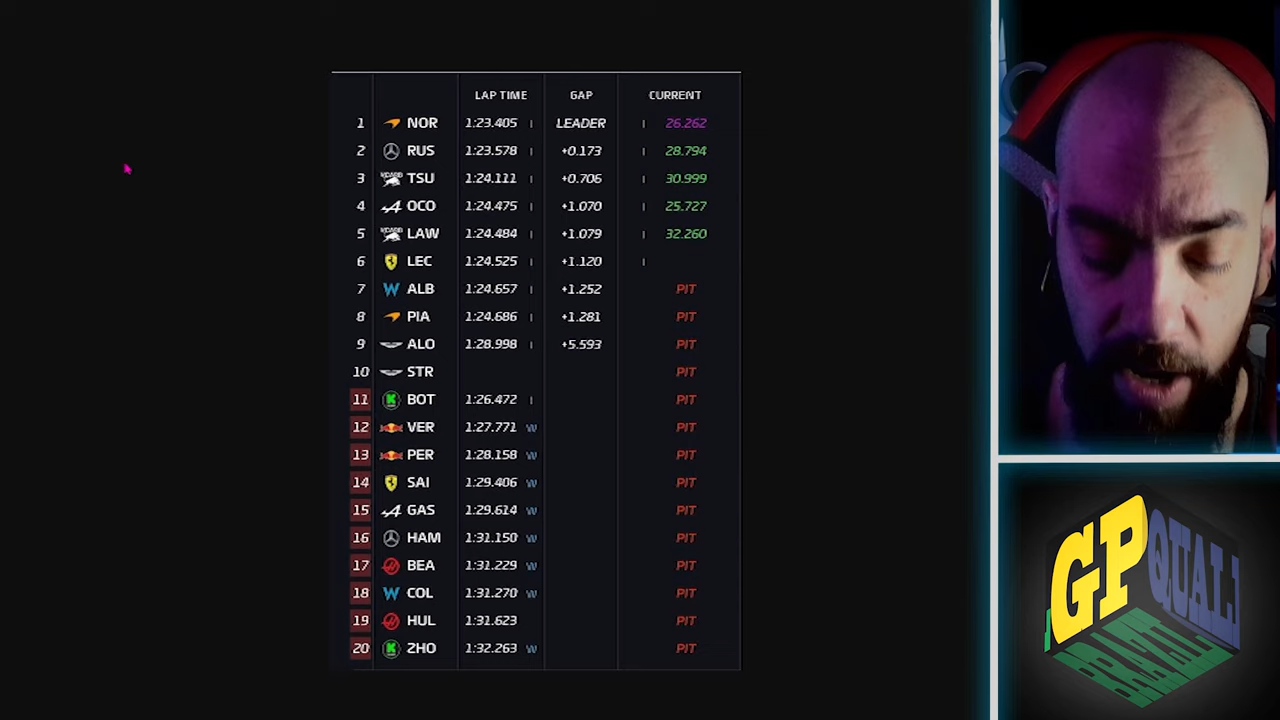 LAP TIME GAP CURRENT
1 NOR 1:23.405 I LEADER I 26.262
2 RUS 1:23.578 I +0.173 I 28.794
3 TSU 1:24.111 I +0.706 I 30.999
4 OCO 1:24.475 I +1.070 I 25.727
5 LAW 1:24.484 I +1.079 I 32.260
6 LEC 1:24.525 I +1.120 I
7 W ALB 1:24.657 I +1.252 PIT
8 PIA 1:24.686 I +1.281 PIT
9 ALO 1:28.998 I +5.593 PIT
10 STR PIT
11 K BOT 1:26.472 I PIT
12 VER 1:27.771 W PIT
13 PER 1:28.158 W PIT
14 SAI 1:29.406 W PIT
15 GAS 1:29.614 W PIT
16 HAM 1:31.150 W PIT
17 BEA 1:31.229 W PIT
18 W COL 1:31.270 W PIT
19 HUL 1:31.623 PIT
20 K ZHO 1:32.263 W PIT
GP QUALI